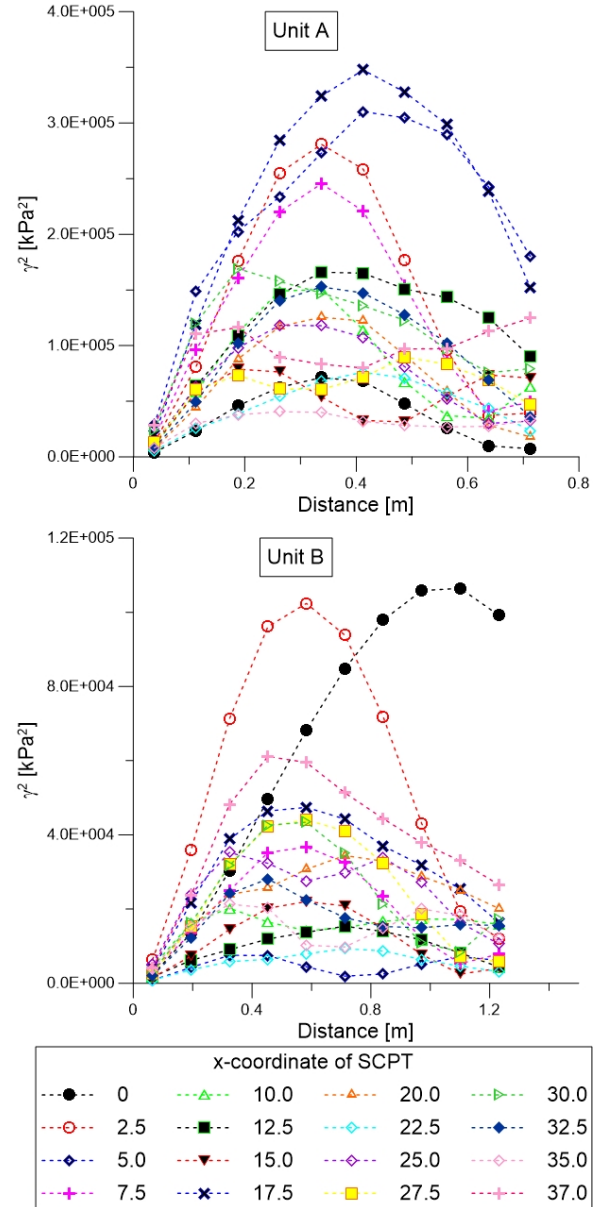 4.0E+005
Unit A
3.0E+005
2.0E+005
1.0E+005
0.0E+000
γ² [kPa²]
0 0.2 0.4 0.6 0.8
Distance [m]
1.2E+005
Unit B
8.0E+004
4.0E+004
0.0E+000
γ² [kPa²]
0 0.4 0.8 1.2
Distance [m]
x-coordinate of SCPT
0 10.0 20.0 30.0
2.5 12.5 22.5 32.5
5.0 15.0 25.0 35.0
7.5 17.5 27.5 37.0